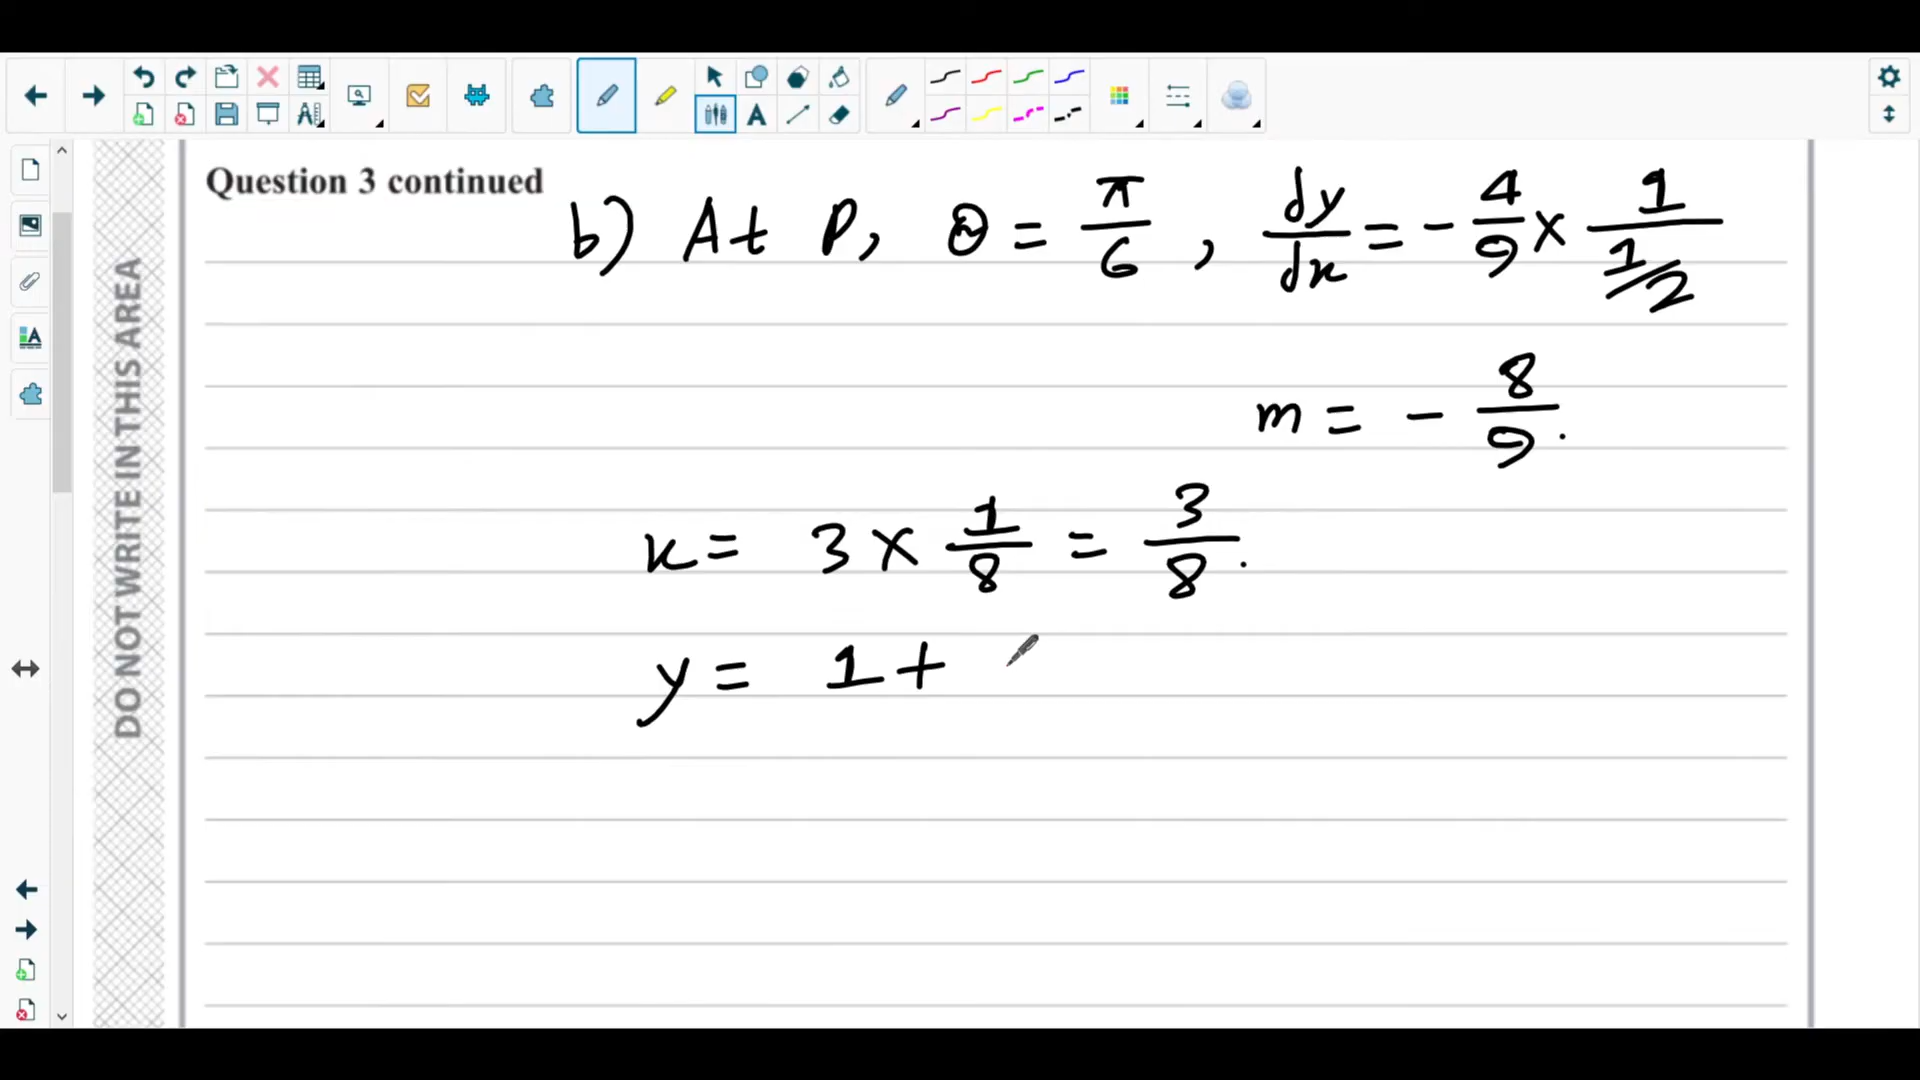 Question 3 continued
b) At P, θ = π/6 , dy/dx = - 4/9 × 1/(1/2)
m = - 8/9 .
x = 3 × 1/8 = 3/8 .
y = 1 +
DO NOT WRITE IN THIS AREA